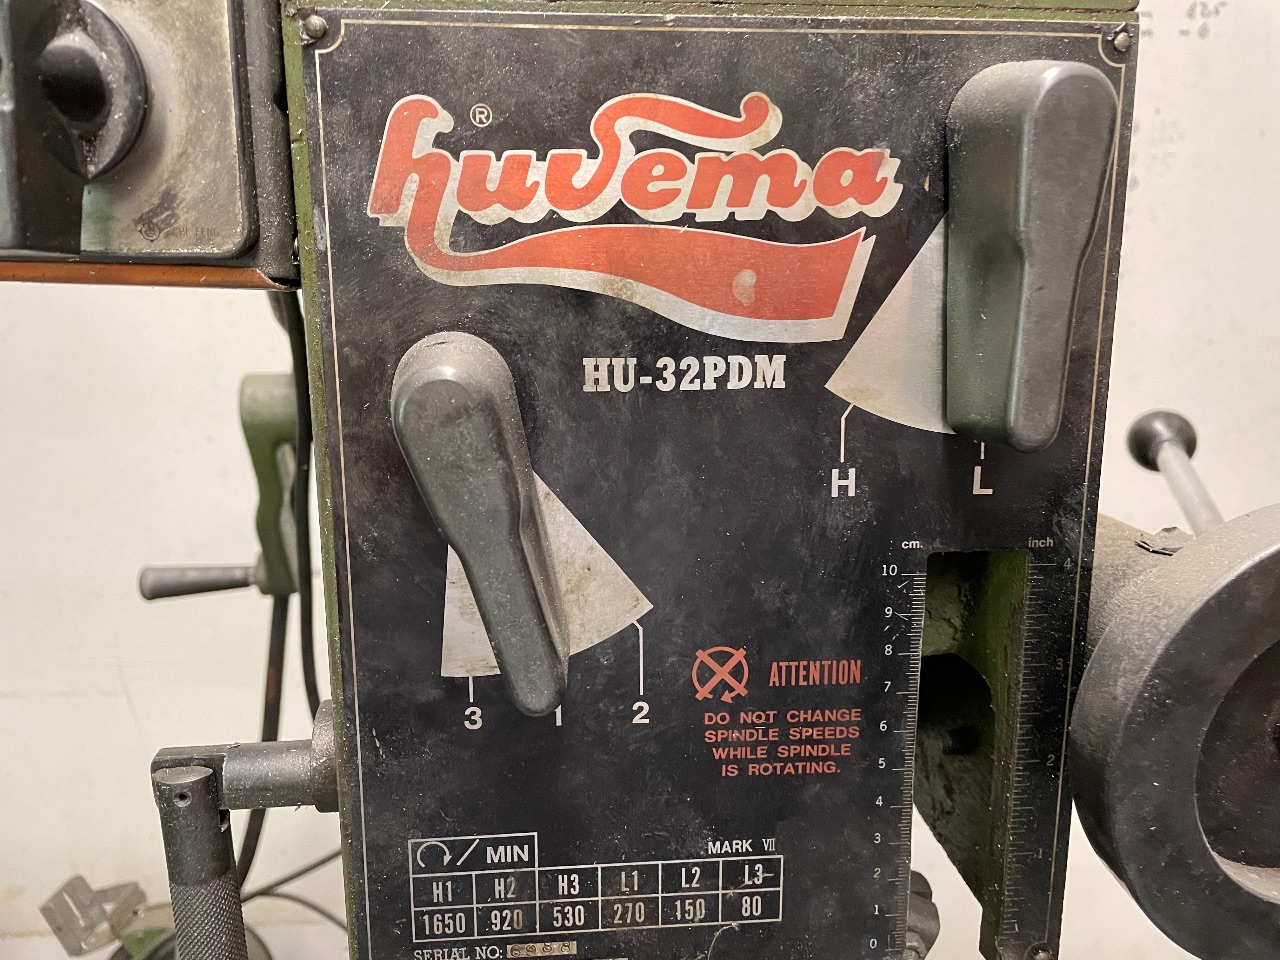 huvema ®
HU-32PDM
H L
3 1 2
cm. inch
10
9
8
7
6
5
4
3
2
1
0
4
3
2
1
ATTENTION
DO NOT CHANGE
SPINDLE SPEEDS
WHILE SPINDLE
IS ROTATING.
/ MIN MARK VII
H1 H2 H3 L1 L2 L3
1650 920 530 270 150 80
SERIAL NO: 6988